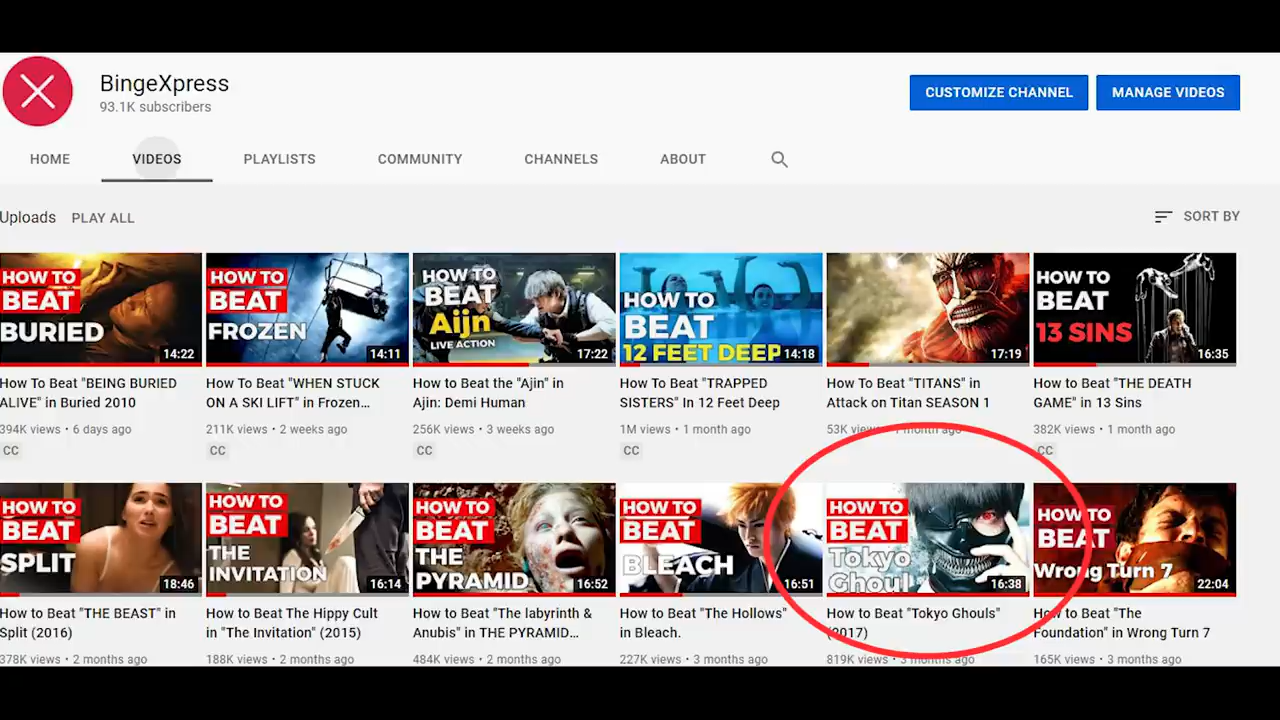 BingeXpress
93.1K subscribers
CUSTOMIZE CHANNEL
MANAGE VIDEOS
HOME
VIDEOS
PLAYLISTS
COMMUNITY
CHANNELS
ABOUT
Uploads
PLAY ALL
SORT BY
HOW TO
BEAT
BURIED
14:22
HOW TO
BEAT
FROZEN
14:11
HOW TO
BEAT
Aijn
LIVE ACTION
17:22
HOW TO
BEAT
12 FEET DEEP
14:18
17:19
HOW TO
BEAT
13 SINS
16:35
How To Beat "BEING BURIED
ALIVE" in Buried 2010
394K views • 6 days ago
CC
How To Beat "WHEN STUCK
ON A SKI LIFT" in Frozen...
211K views • 2 weeks ago
CC
How to Beat the "Ajin" in
Ajin: Demi Human
256K views • 3 weeks ago
CC
How To Beat "TRAPPED
SISTERS" In 12 Feet Deep
1M views • 1 month ago
CC
How To Beat "TITANS" in
Attack on Titan SEASON 1
53K views • 1 month ago
How to Beat "THE DEATH
GAME" in 13 Sins
382K views • 1 month ago
CC
HOW TO
BEAT
SPLIT
18:46
HOW TO
BEAT
THE
INVITATION
16:14
HOW TO
BEAT
THE
PYRAMID
16:52
HOW TO
BEAT
BLEACH
16:51
HOW TO
BEAT
Tokyo
Ghoul
16:38
HOW TO
BEAT
Wrong Turn 7
22:04
How to Beat "THE BEAST" in
Split (2016)
378K views • 2 months ago
How to Beat The Hippy Cult
in "The Invitation" (2015)
188K views • 2 months ago
How to Beat "The labyrinth &
Anubis" in THE PYRAMID...
484K views • 2 months ago
How to Beat "The Hollows"
in Bleach.
227K views • 3 months ago
How to Beat "Tokyo Ghouls"
(2017)
819K views • 3 months ago
How to Beat "The
Foundation" in Wrong Turn 7
165K views • 3 months ago